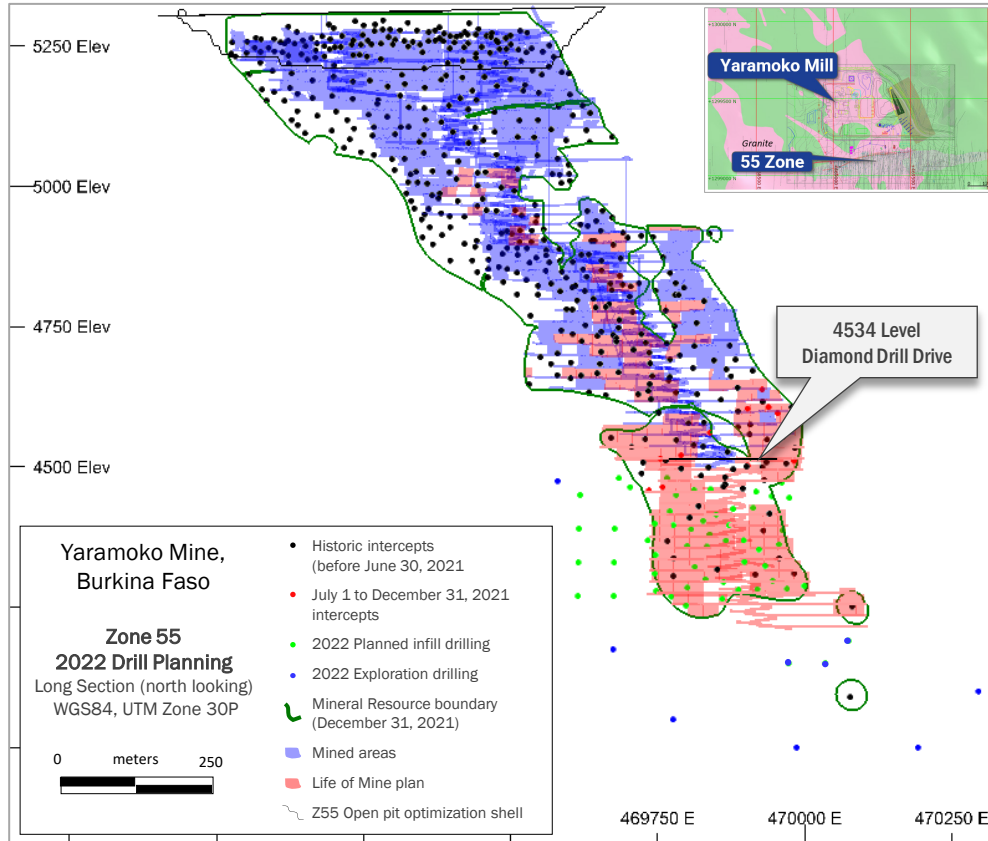 5250 Elev
5000 Elev
4750 Elev
4500 Elev
Yaramoko Mill
Granite
55 Zone
+1300000 N
+1299500 N
+1299000 N
4534 Level
Diamond Drill Drive
Yaramoko Mine,
Burkina Faso
Zone 55
2022 Drill Planning
Long Section (north looking)
WGS84, UTM Zone 30P
0 meters 250
Historic intercepts
(before June 30, 2021
July 1 to December 31, 2021
intercepts
2022 Planned infill drilling
2022 Exploration drilling
Mineral Resource boundary
(December 31, 2021)
Mined areas
Life of Mine plan
Z55 Open pit optimization shell
469750 E
470000 E
470250 E